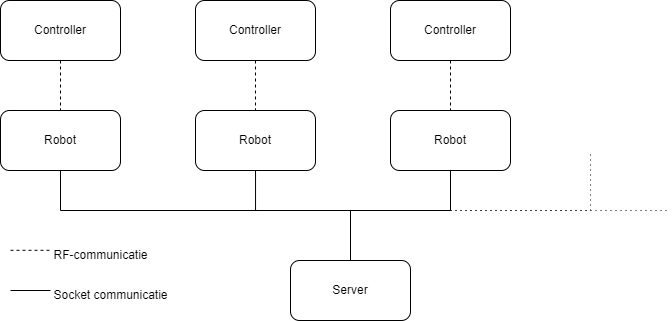 Controller
Controller
Controller
Robot
Robot
Robot
RF-communicatie
Socket communicatie
Server